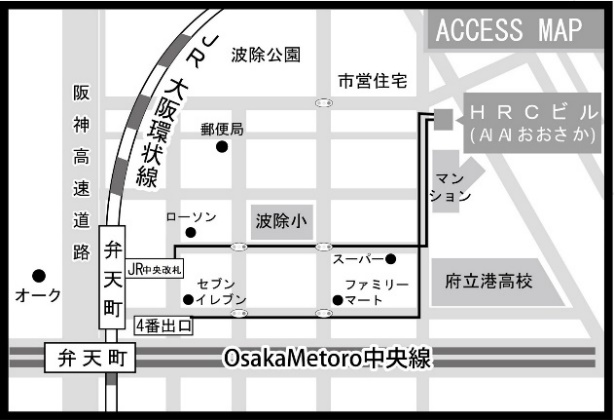 ACCESS MAP
JR 大阪環状線
波除公園
市営住宅
阪神高速道路
郵便局
HRCビル
(AIAIおおさか)
マン
ション
ローソン
波除小
弁天町
JR中央改札
スーパー
オーク
セブン
イレブン
ファミリー
マート
府立港高校
4番出口
弁天町
OsakaMetoro中央線